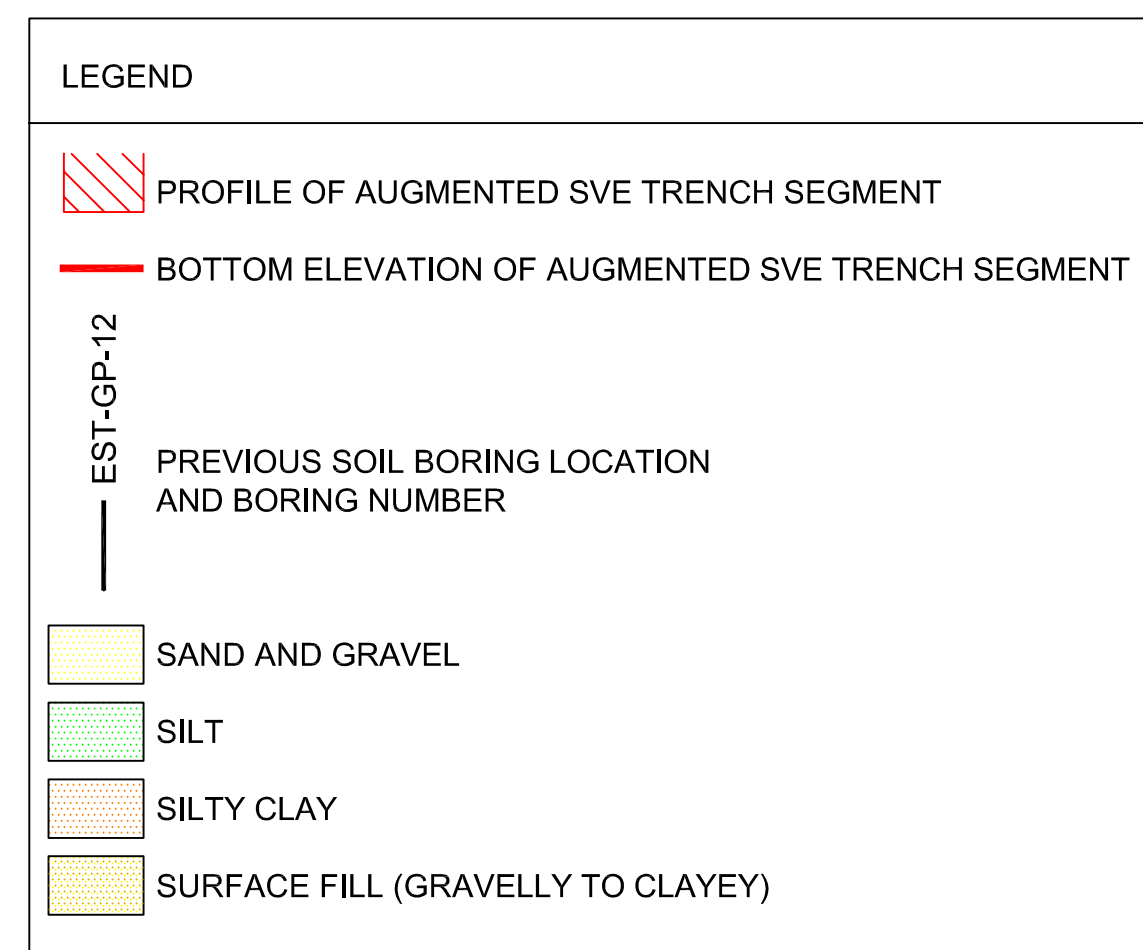 LEGEND
PROFILE OF AUGMENTED SVE TRENCH SEGMENT
BOTTOM ELEVATION OF AUGMENTED SVE TRENCH SEGMENT
EST-GP-12
PREVIOUS SOIL BORING LOCATION
AND BORING NUMBER
SAND AND GRAVEL
SILT
SILTY CLAY
SURFACE FILL (GRAVELLY TO CLAYEY)